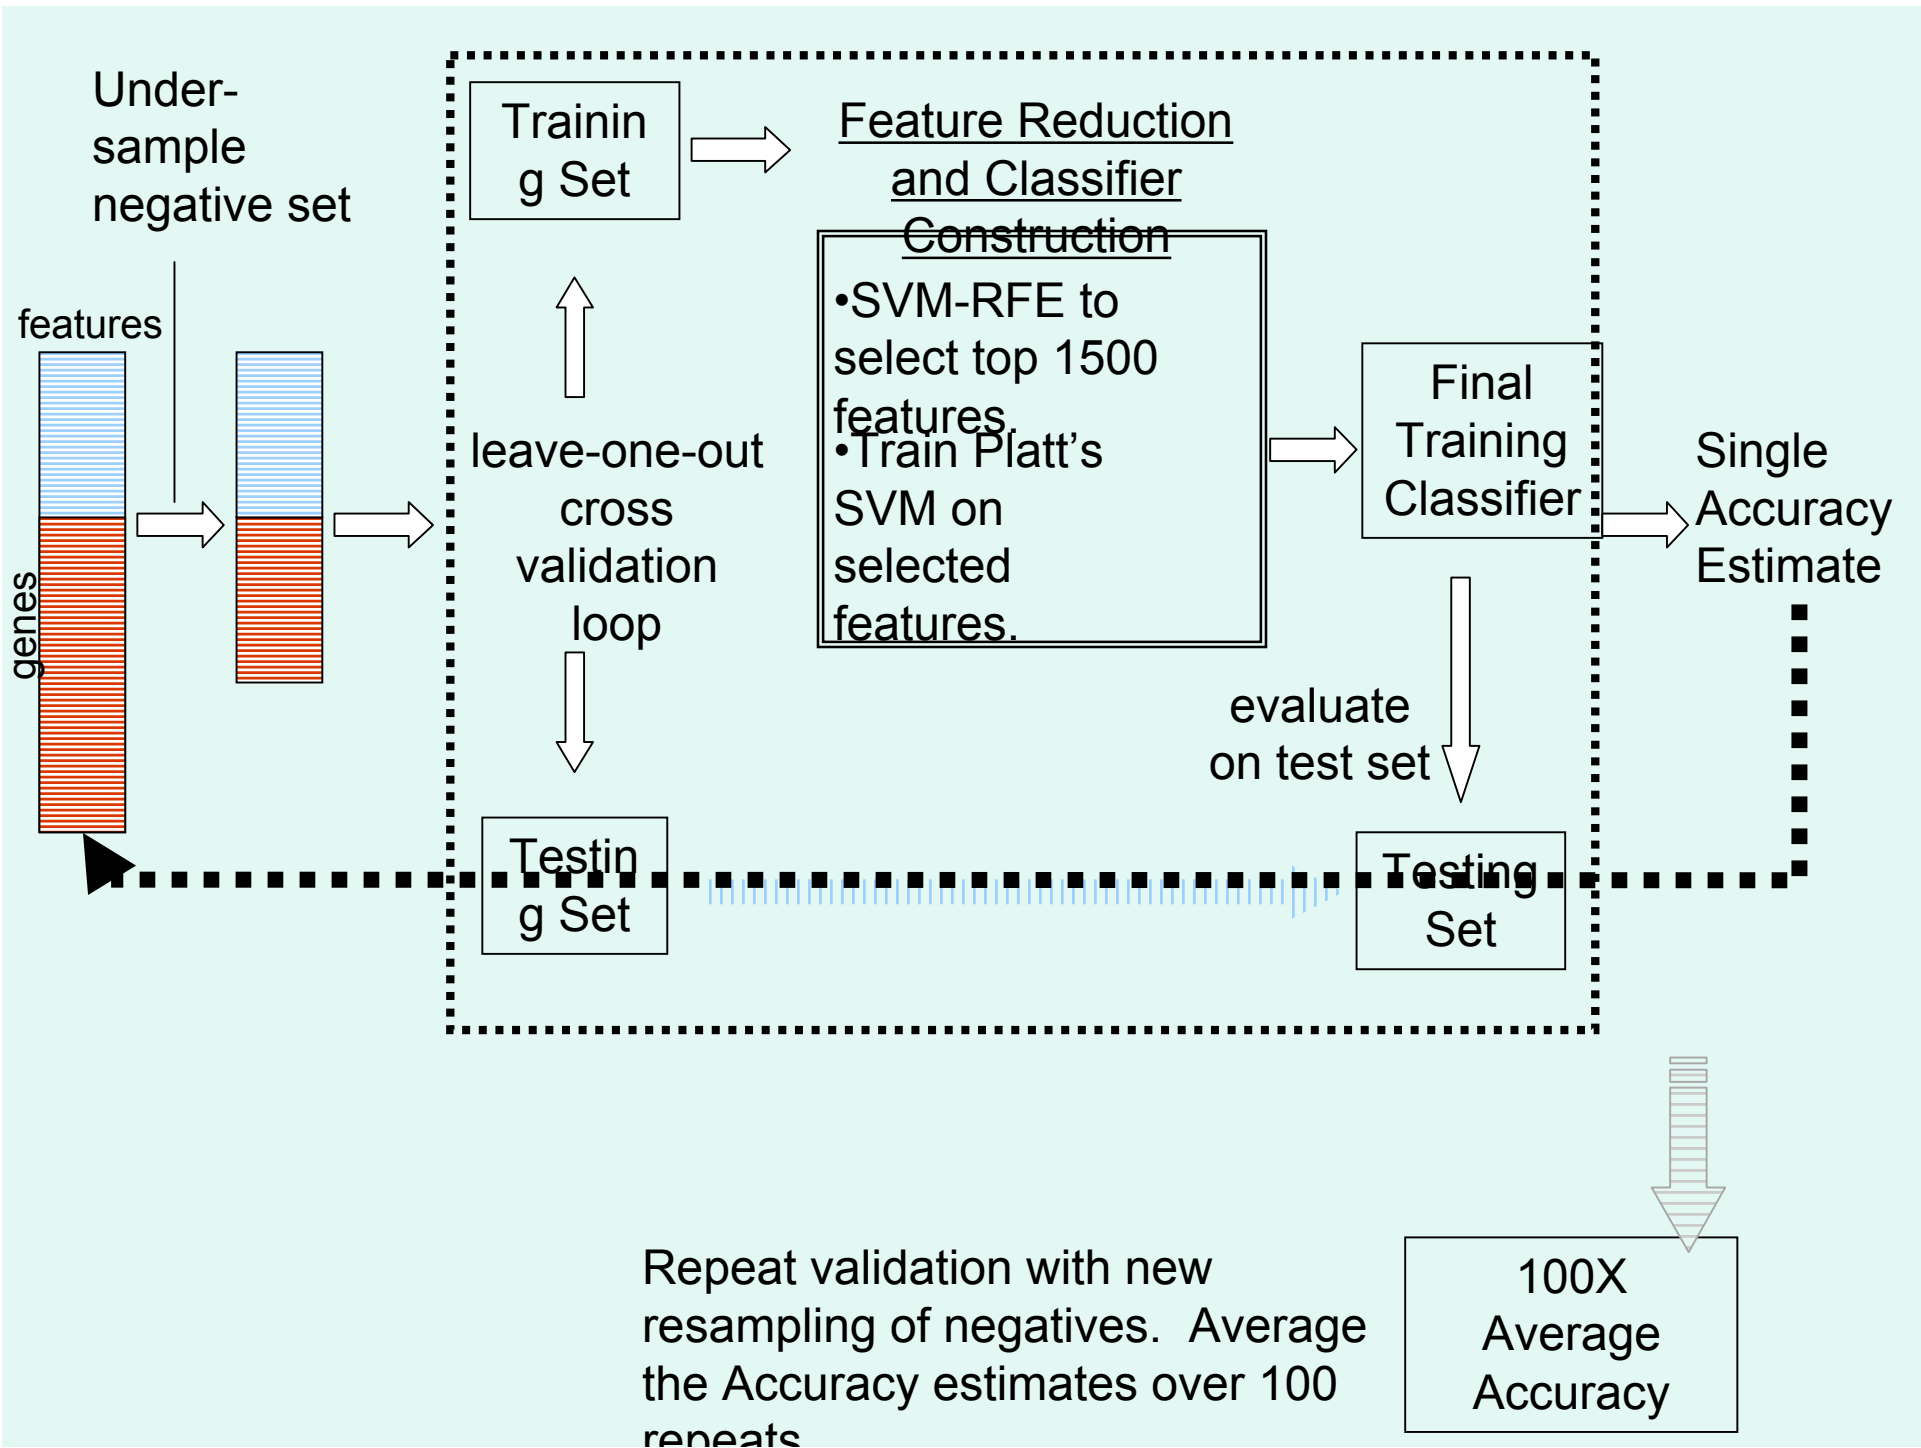 Under-
sample
negative set
features
genes
Trainin
g Set
leave-one-out
cross
validation
loop
Testin
g Set
Feature Reduction
and Classifier
Construction
•SVM-RFE to
select top 1500
features.
•Train Platt's
SVM on
selected
features.
Final
Training
Classifier
evaluate
on test set
Testing
Set
Single
Accuracy
Estimate
Repeat validation with new
resampling of negatives.  Average
the Accuracy estimates over 100
repeats
100X
Average
Accuracy